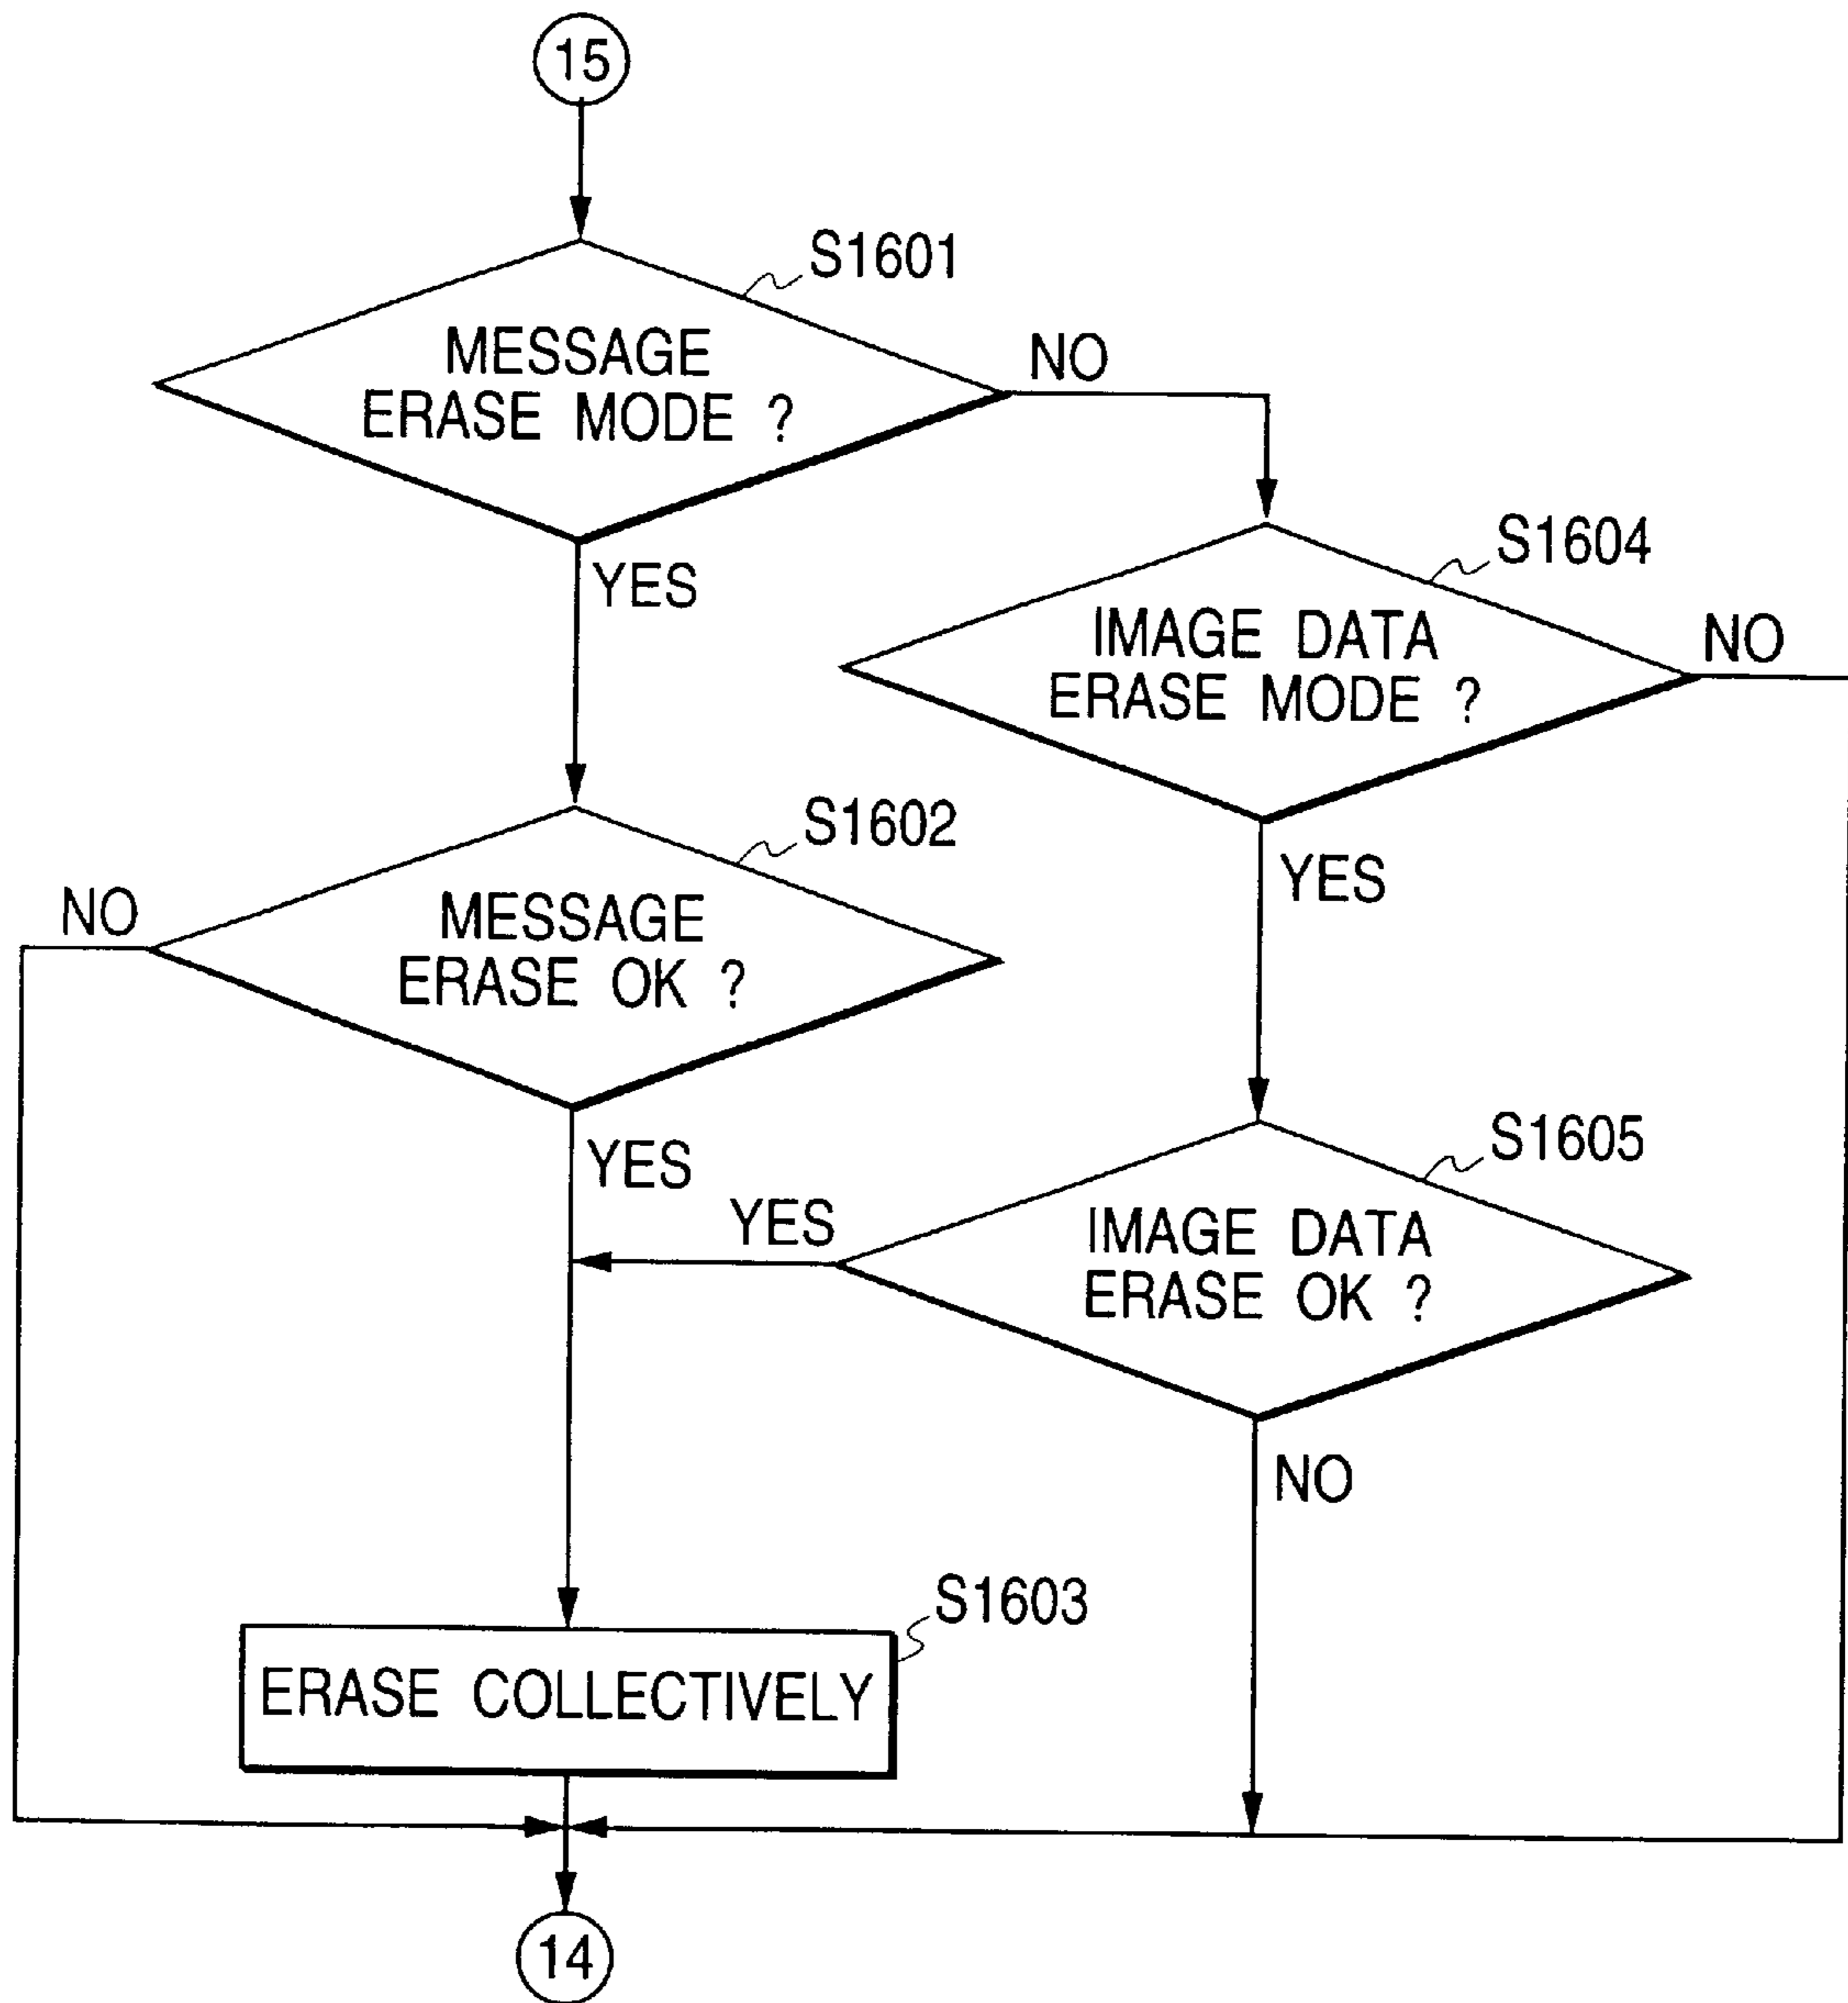 15
S1601
MESSAGE
ERASE MODE ?
NO
YES
S1604
IMAGE DATA
ERASE MODE ?
NO
YES
S1602
MESSAGE
ERASE OK ?
NO
YES
S1605
IMAGE DATA
ERASE OK ?
YES
NO
S1603
ERASE COLLECTIVELY
14